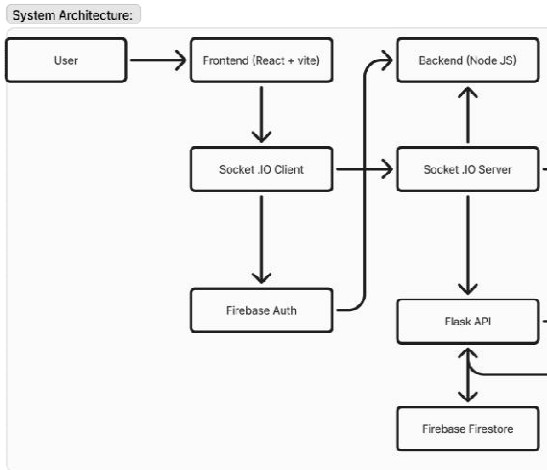 System Architecture:
User
Frontend (React + vite)
Backend (Node JS)
Socket .IO Client
Socket .IO Server
Firebase Auth
Flask API
Firebase Firestore